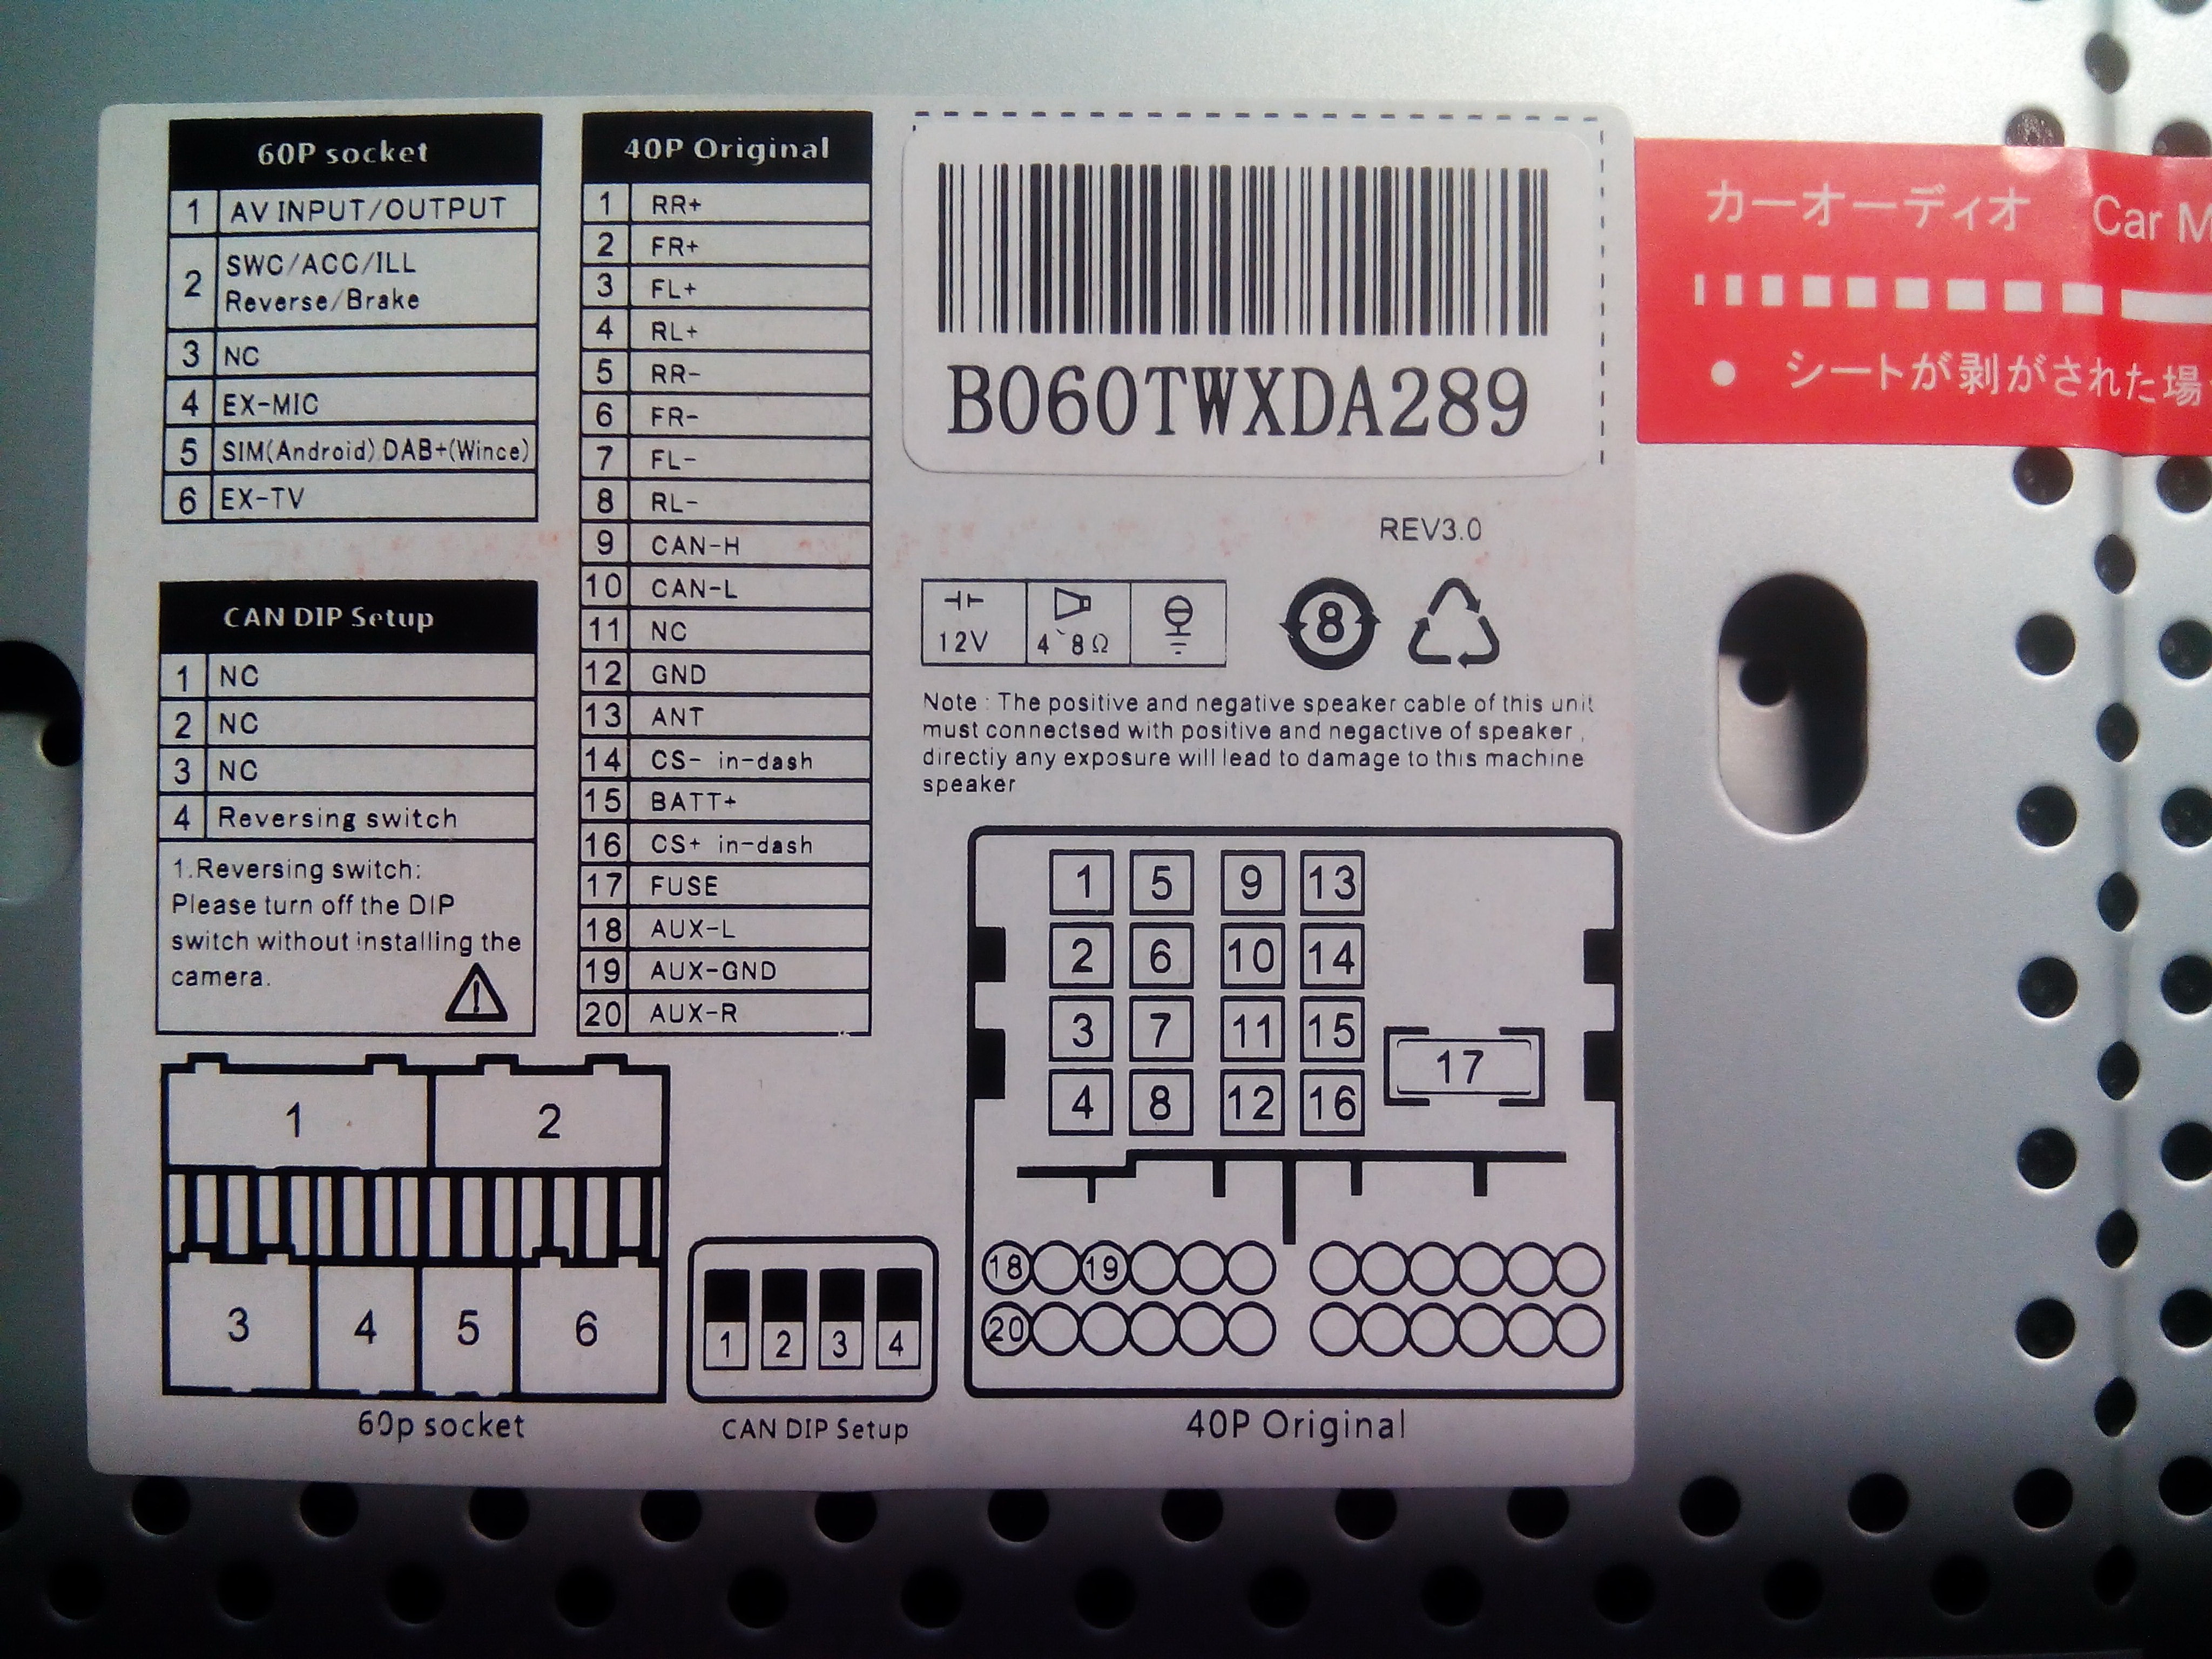 60P socket
1 AV INPUT/OUTPUT
2 SWC/ACC/ILL
Reverse/Brake
3 NC
4 EX-MIC
5 SIM(Android) DAB+(Wince)
6 EX-TV
CAN DIP Setup
1 NC
2 NC
3 NC
4 Reversing switch
1.Reversing switch:
Please turn off the DIP
switch without installing the
camera.
1 2
3 4 5 6
60p socket
1 2 3 4
CAN DIP Setup
40P Original
1 RR+
2 FR+
3 FL+
4 RL+
5 RR-
6 FR-
7 FL-
8 RL-
9 CAN-H
10 CAN-L
11 NC
12 GND
13 ANT
14 CS- in-dash
15 BATT+
16 CS+ in-dash
17 FUSE
18 AUX-L
19 AUX-GND
20 AUX-R
B060TWXDA289
REV3.0
12V 4~8Ω
8
Note : The positive and negative speaker cable of this unit
must connectsed with positive and negactive of speaker ,
directiy any exposure will lead to damage to this machine
speaker
1 5 9 13
2 6 10 14
3 7 11 15
17
4 8 12 16
18 19
20
40P Original
カーオーディオ Car M
● シートが剥がされた場